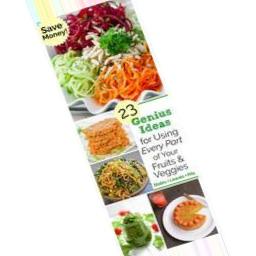 Save
Money!
23
Genius
Ideas
for Using
Every Part
of Your
Fruits &
Veggies